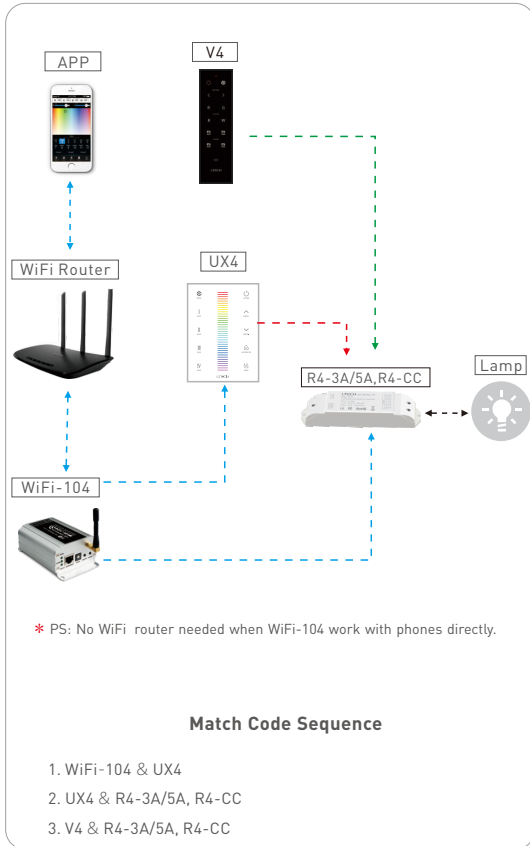 APP
V4
WiFi Router
UX4
R4-3A/5A,R4-CC
Lamp
WiFi-104
* PS: No WiFi router needed when WiFi-104 work with phones directly.
Match Code Sequence
1. WiFi-104 & UX4
2. UX4 & R4-3A/5A, R4-CC
3. V4 & R4-3A/5A, R4-CC